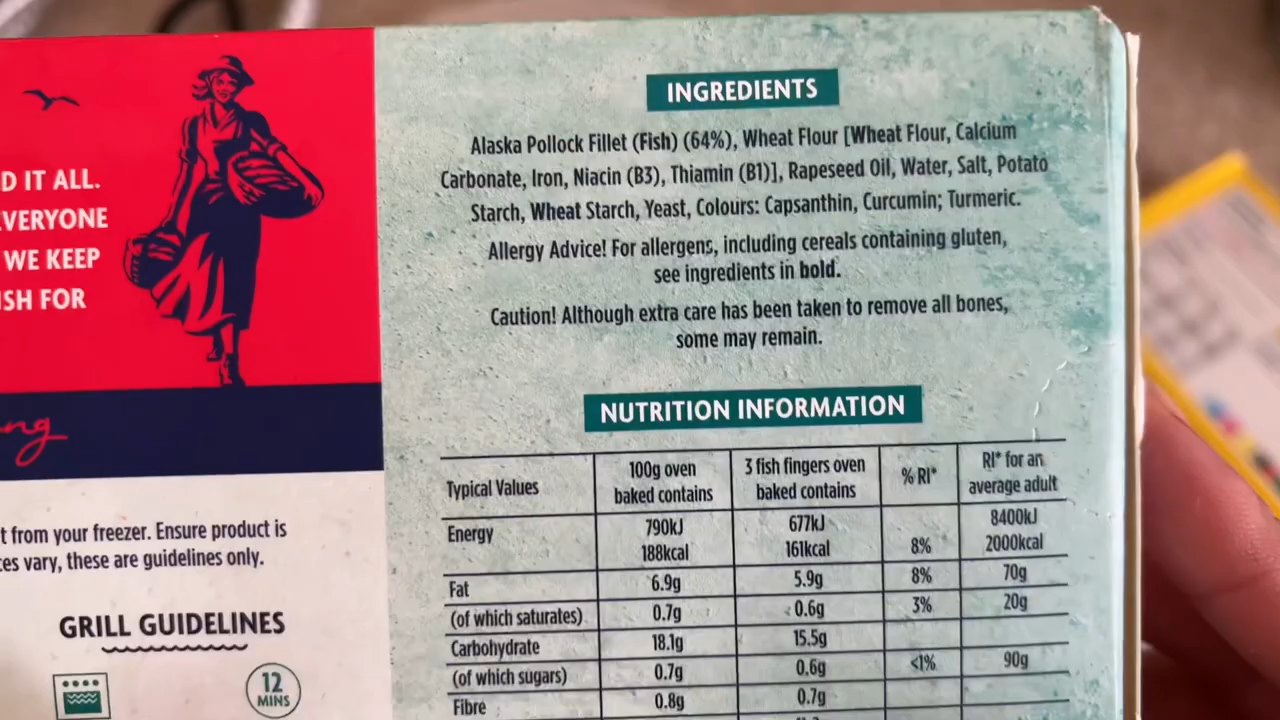 D IT ALL.
EVERYONE
WE KEEP
ISH FOR
ng
t from your freezer. Ensure product is
ces vary, these are guidelines only.
GRILL GUIDELINES
12
MINS
INGREDIENTS
Alaska Pollock Fillet (Fish) (64%), Wheat Flour [Wheat Flour, Calcium
Carbonate, Iron, Niacin (B3), Thiamin (B1)], Rapeseed Oil, Water, Salt, Potato
Starch, Wheat Starch, Yeast, Colours: Capsanthin, Curcumin; Turmeric.
Allergy Advice! For allergens, including cereals containing gluten,
see ingredients in bold.
Caution! Although extra care has been taken to remove all bones,
some may remain.
NUTRITION INFORMATION
Typical Values 100g oven baked contains 3 fish fingers oven baked contains % RI* RI* for an average adult
Energy 790kJ 677kJ 8400kJ
188kcal 161kcal 8% 2000kcal
Fat 6.9g 5.9g 8% 70g
(of which saturates) 0.7g 0.6g 3% 20g
Carbohydrate 18.1g 15.5g
(of which sugars) 0.7g 0.6g <1% 90g
Fibre 0.8g 0.7g